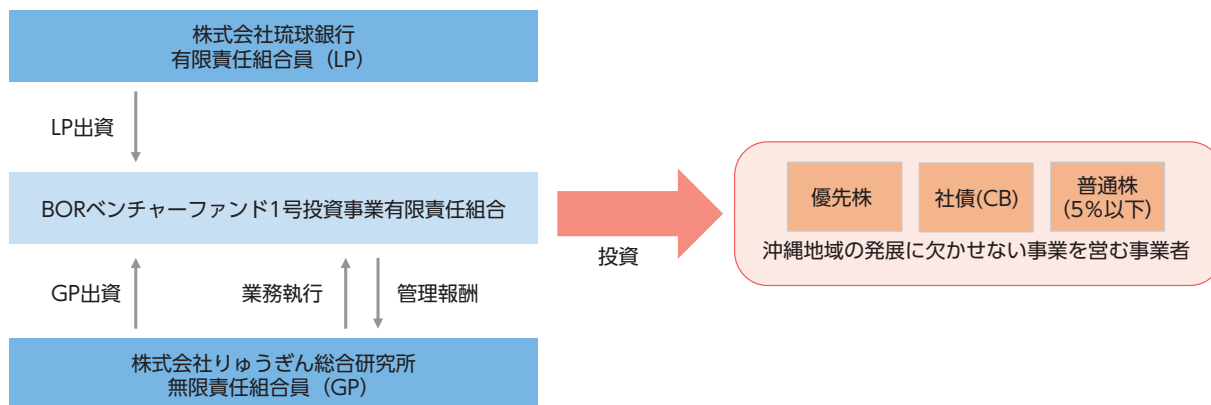 株式会社琉球銀行
有限責任組合員（LP）
LP出資
BORベンチャーファンド1号投資事業有限責任組合
GP出資
業務執行
管理報酬
株式会社りゅうぎん総合研究所
無限責任組合員（GP）
投資
優先株
社債(CB)
普通株
(5%以下)
沖縄地域の発展に欠かせない事業を営む事業者